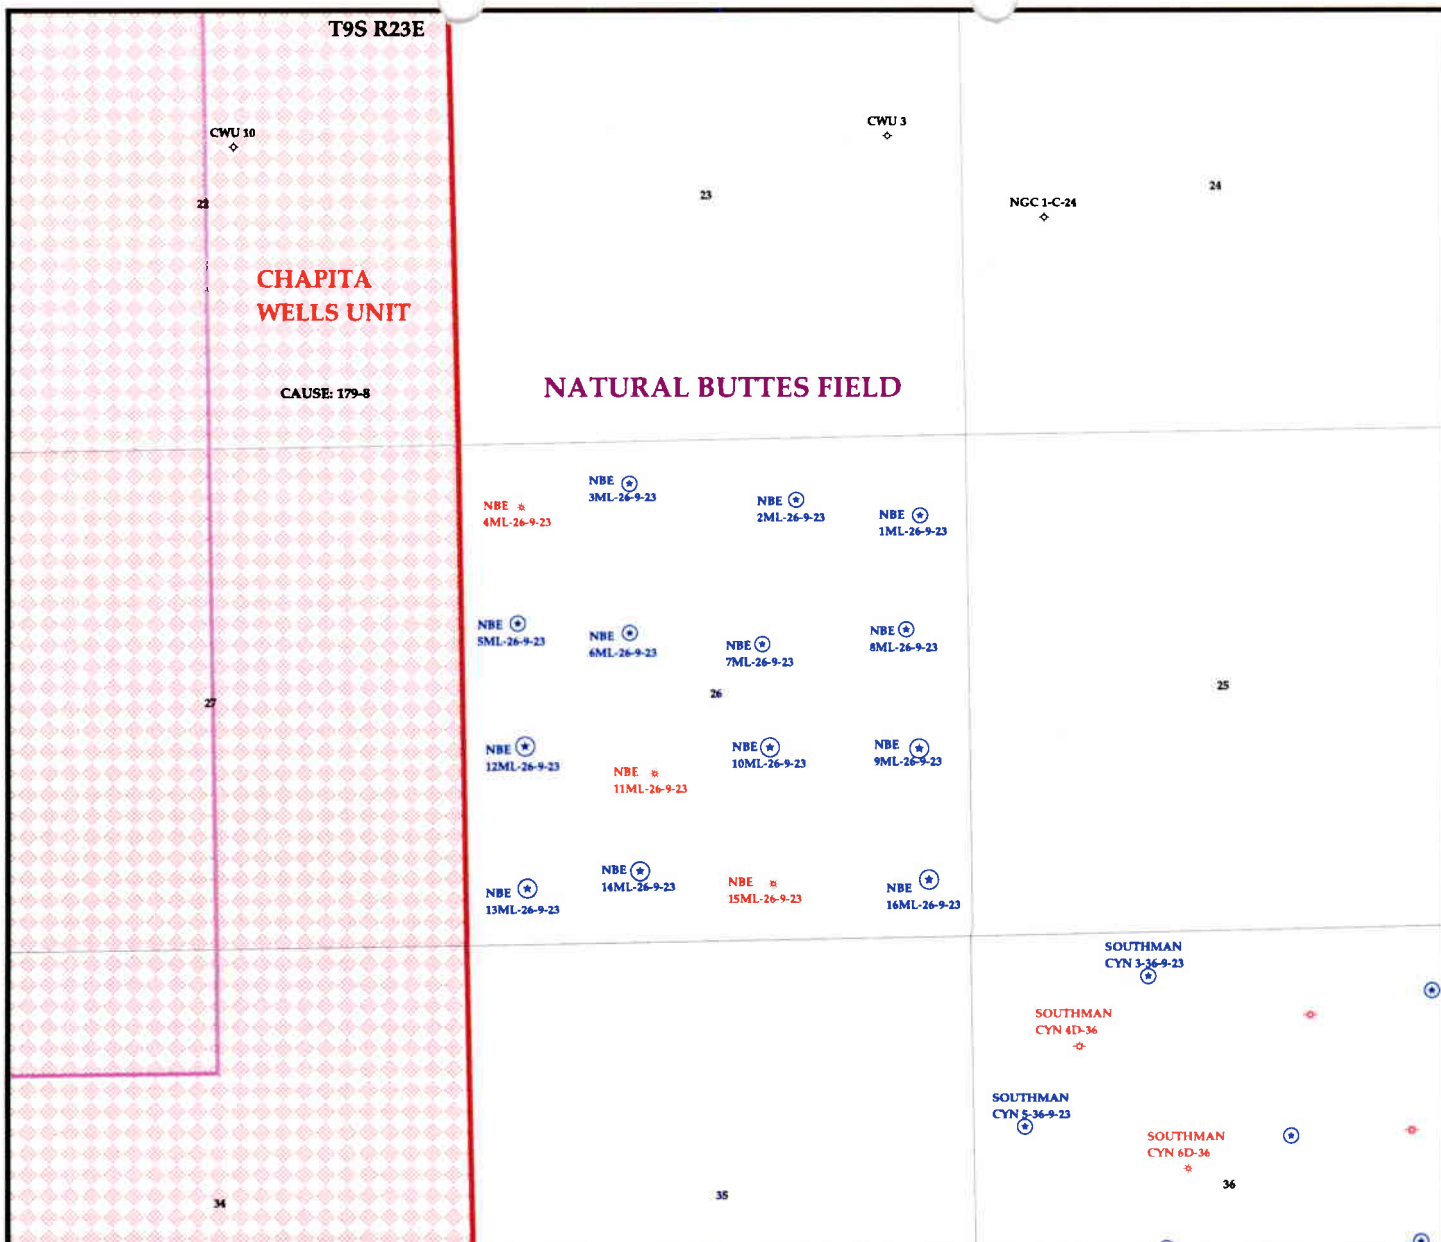 T9S R23E
CWU 10
CWU 3
22
23
24
NGC 1-C-24
CHAPITA
WELLS UNIT
CAUSE: 179-8
NATURAL BUTTES FIELD
NBE
4ML-26-9-23
NBE
3ML-26-9-23
NBE
2ML-26-9-23
NBE
1ML-26-9-23
NBE
5ML-26-9-23
NBE
6ML-26-9-23
NBE
7ML-26-9-23
NBE
8ML-26-9-23
27
26
25
NBE
12ML-26-9-23
NBE
11ML-26-9-23
NBE
10ML-26-9-23
NBE
9ML-26-9-23
NBE
13ML-26-9-23
NBE
14ML-26-9-23
NBE
15ML-26-9-23
NBE
16ML-26-9-23
SOUTHMAN
CYN 3-36-9-23
SOUTHMAN
CYN 4D-36
SOUTHMAN
CYN 5-36-9-23
SOUTHMAN
CYN 6D-36
34
35
36